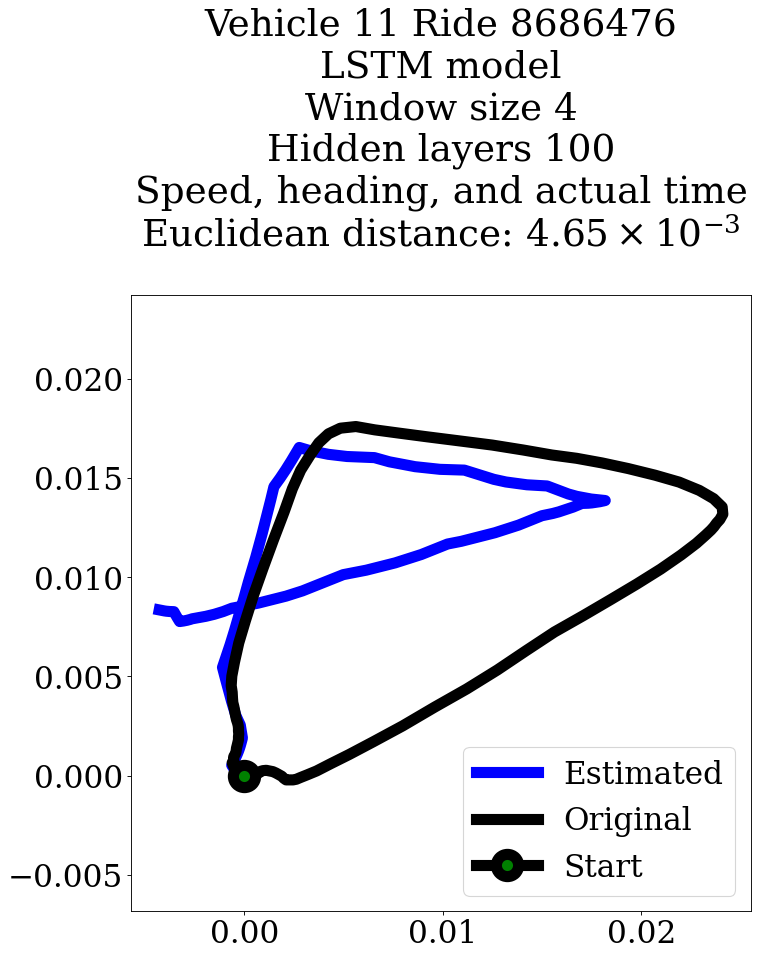 Vehicle 11 Ride 8686476
LSTM model
Window size 4
Hidden layers 100
Speed, heading, and actual time
Euclidean distance: 4.65 × 10⁻³
0.020
0.015
0.010
0.005
0.000
−0.005
0.00 0.01 0.02
Estimated
Original
Start